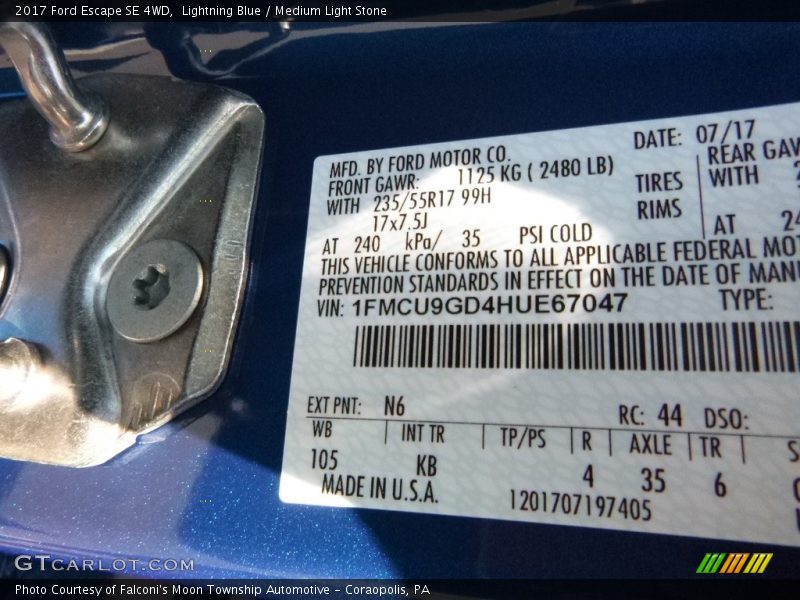 2017 Ford Escape SE 4WD, Lightning Blue / Medium Light Stone
DATE: 07/17
MFD. BY FORD MOTOR CO.
FRONT GAWR: 1125 KG ( 2480 LB)
WITH 235/55R17 99H TIRES
17x7.5J RIMS
AT 240 kPa/ 35 PSI COLD
REAR GAW
WITH
AT 24
THIS VEHICLE CONFORMS TO ALL APPLICABLE FEDERAL MOT
PREVENTION STANDARDS IN EFFECT ON THE DATE OF MANU
VIN: 1FMCU9GD4HUE67047 TYPE:
EXT PNT: N6 RC: 44 DSO:
WB INT TR TP/PS R AXLE TR S
105 KB 4 35 6
MADE IN U.S.A. 1201707197405
GTCARLOT.COM
Photo Courtesy of Falconi's Moon Township Automotive - Coraopolis, PA